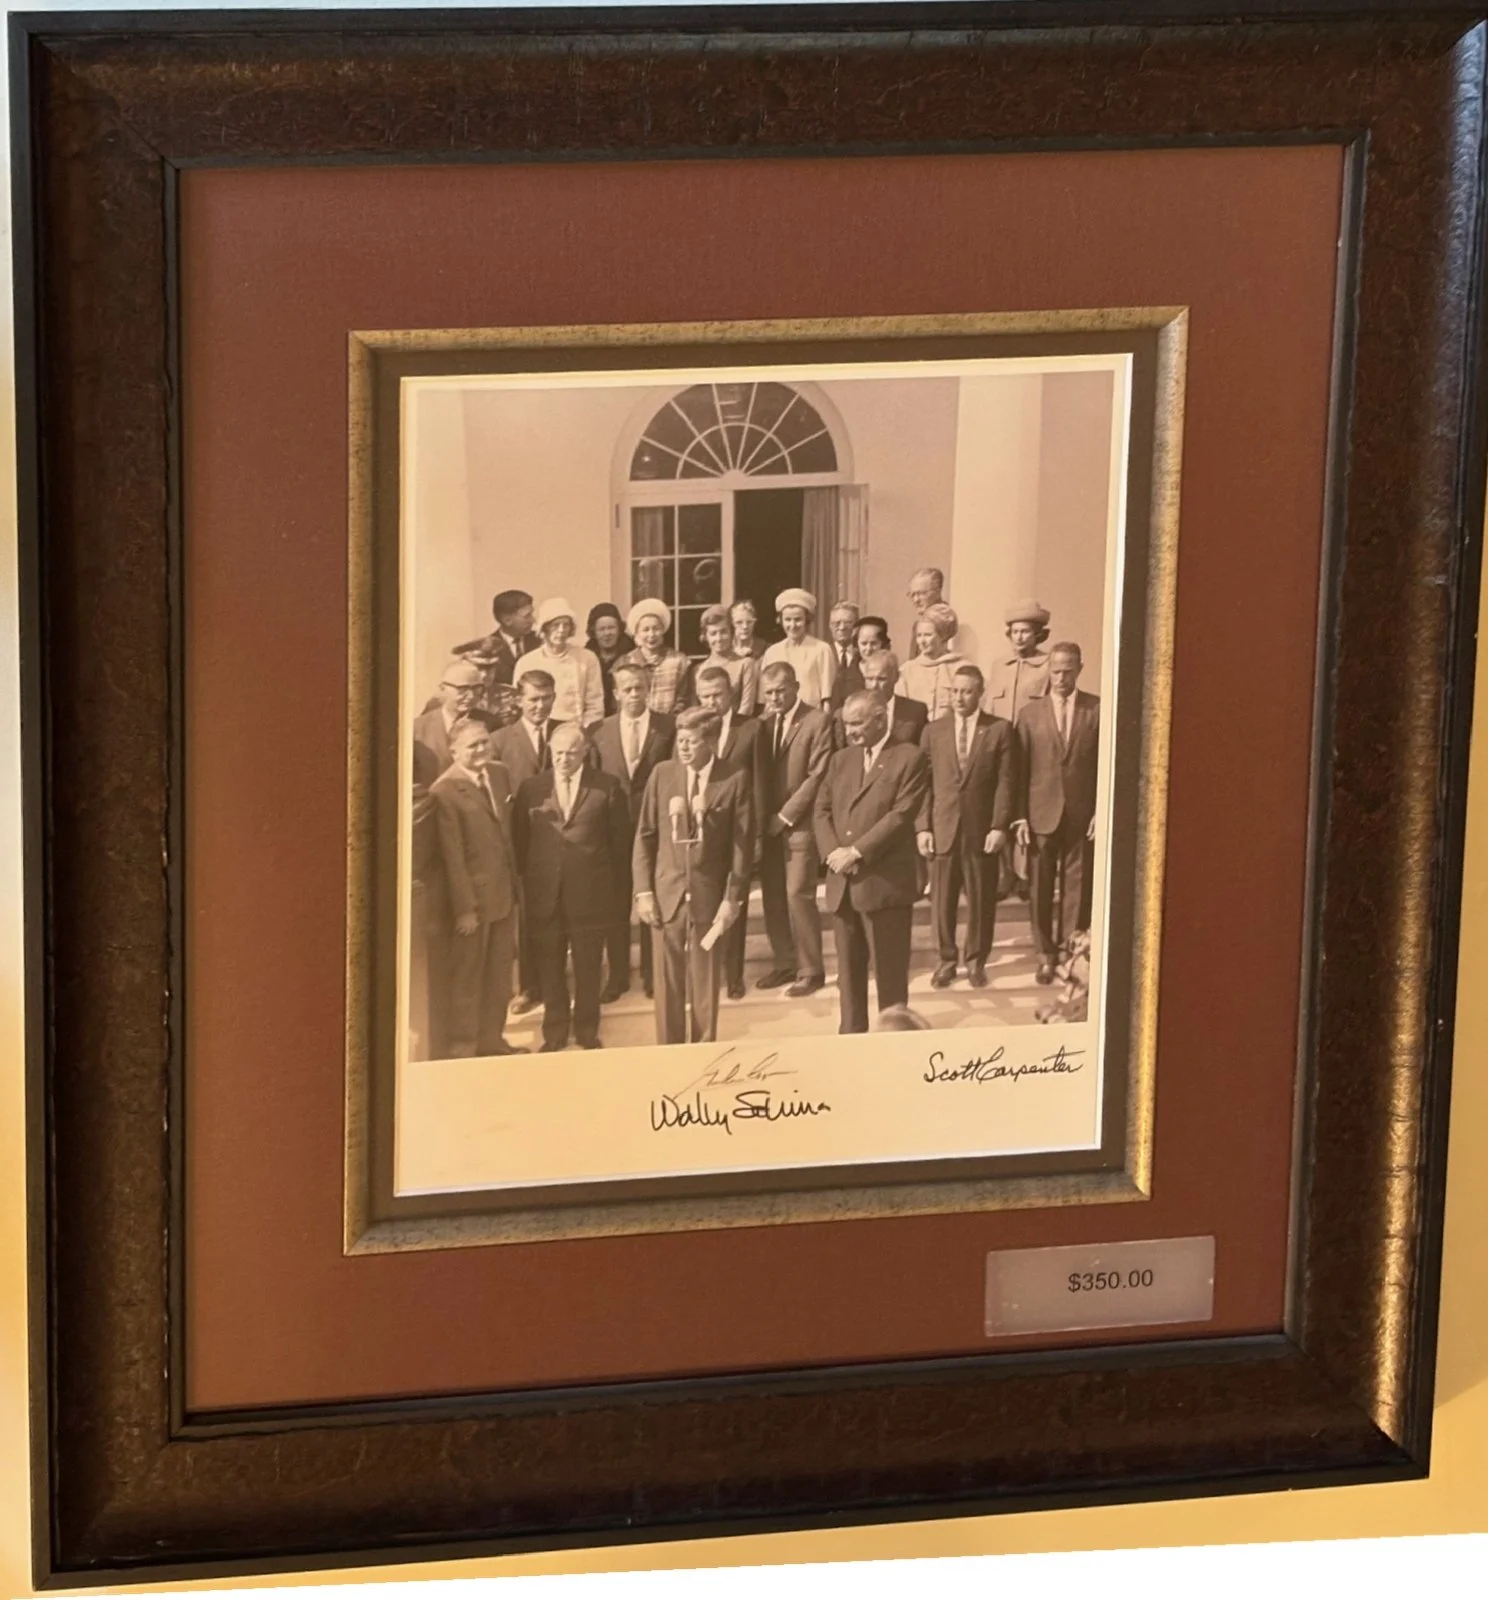 Scott Carpenter
Wally Schirra
$350.00